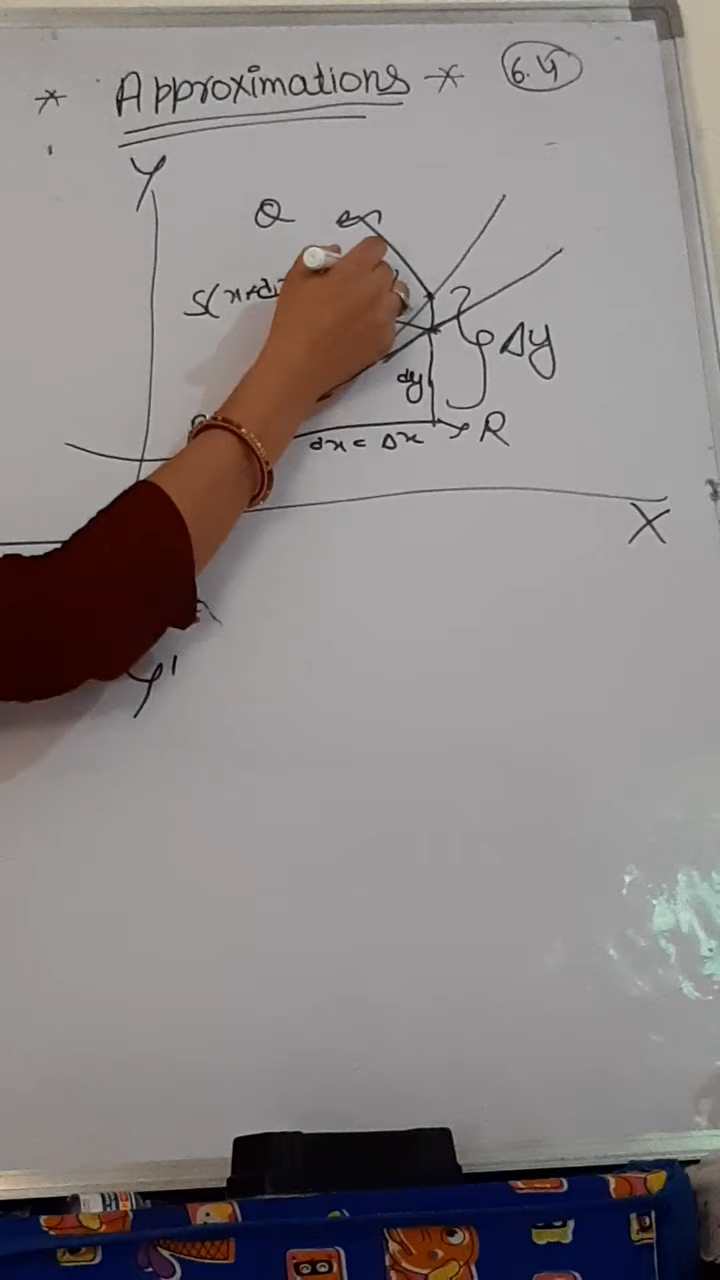 * Approximations * 6.4
Y
Q
S(x+d
Δy
dy
dx = Δx
R
X
Y'